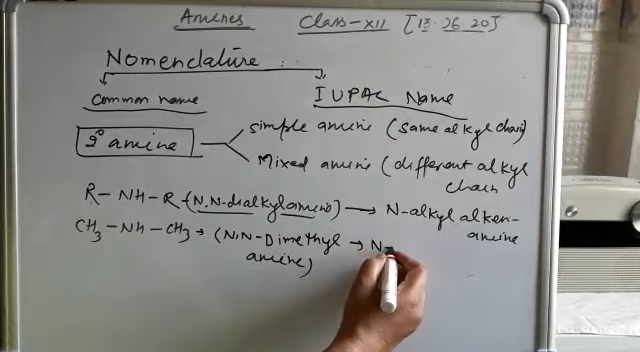 Amines Class-XII [13.06.20]
Nomenclature :
Common name IUPAC Name
2° amine simple amine (same alkyl chain)
Mixed amine (different alkyl
chain
R-NH-R-(N,N-dialkylamine) → N-alkyl alken-
amine
CH3-NH-CH3 → (N,N-Dimethyl → N-
amine)